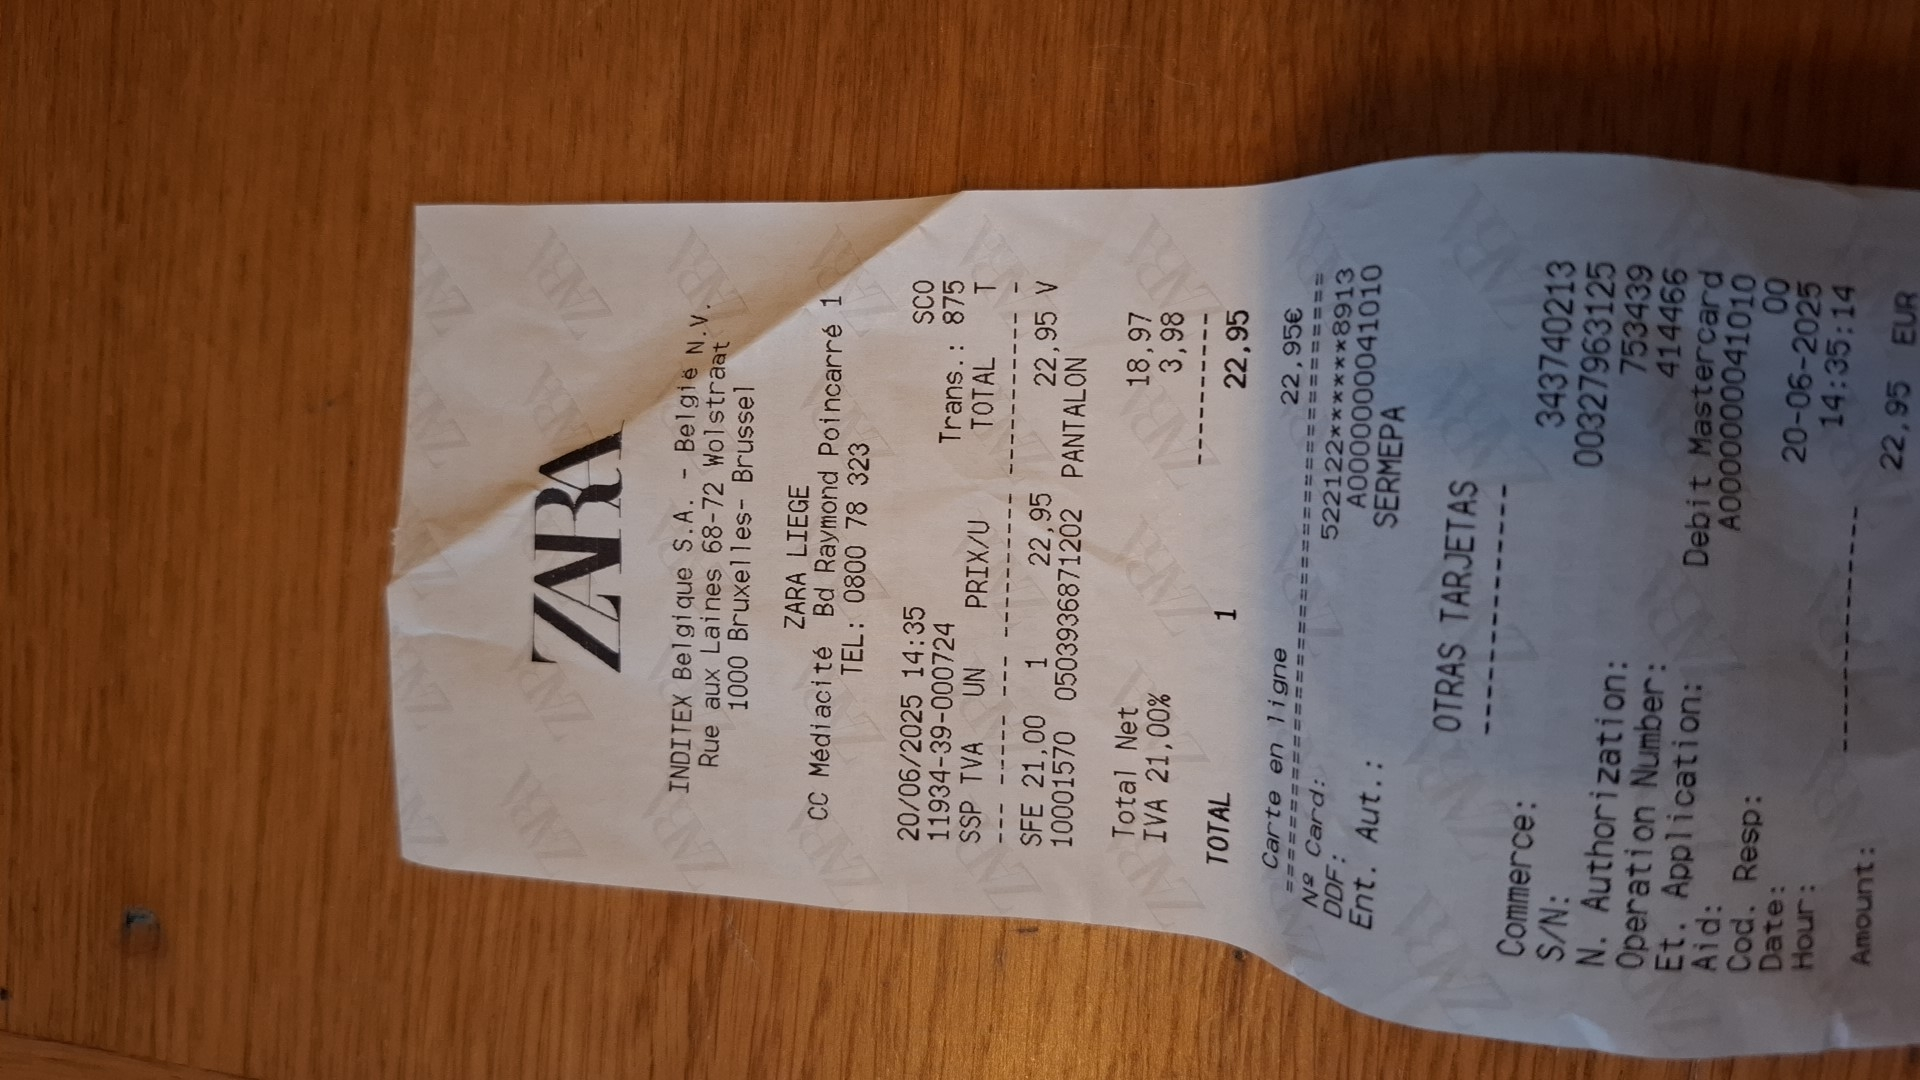 ZARA
INDITEX Belgique S.A. - België N.V.
Rue aux Laines 68-72 Wolstraat
1000 Bruxelles- Brussel
ZARA LIEGE
CC Médiacité Bd Raymond Poincarré 1
TEL: 0800 78 323
20/06/2025 14:35 SCO
11934-39-000724 Trans.: 875
SSP TVA UN PRIX/U TOTAL T
--- ----- --- --------- --------- -
SFE 21,00 1 22,95 22,95 V
10001570 0503936871202 PANTALON
Total Net 18,97
IVA 21,00% 3,98
----------
TOTAL 1 22,95
Carte en ligne 22,95€
========================================
Nº Card: 522122*******8913
DDF: A0000000041010
Ent. Aut.: SERMEPA
OTRAS TARJETAS
----------------
Commerce: 343740213
S/N: 00327963125
N. Authorization: 753439
Operation Number: 414466
Et. Application: Debit Mastercard
Aid: A0000000041010
Cod. Resp: 00
Date: 20-06-2025
Hour: 14:35:14
----------------
Amount: 22,95 EUR